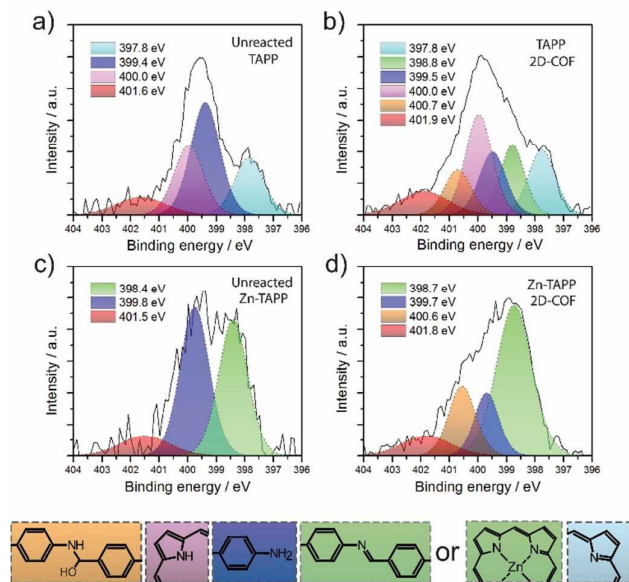 a)
Unreacted
TAPP
397.8 eV
399.4 eV
400.0 eV
401.6 eV
Intensity / a.u.
404 403 402 401 400 399 398 397 396
Binding energy / eV
b)
TAPP
2D-COF
397.8 eV
398.8 eV
399.5 eV
400.0 eV
400.7 eV
401.9 eV
Intensity / a.u.
404 403 402 401 400 399 398 397 396
Binding energy / eV
c)
Unreacted
Zn-TAPP
398.4 eV
399.8 eV
401.5 eV
Intensity / a.u.
404 403 402 401 400 399 398 397 396
Binding energy / eV
d)
Zn-TAPP
2D-COF
398.7 eV
399.7 eV
400.6 eV
401.8 eV
Intensity / a.u.
404 403 402 401 400 399 398 397 396
Binding energy / eV
NH
HO
NH
NH2
N
or
N N
Zn
N